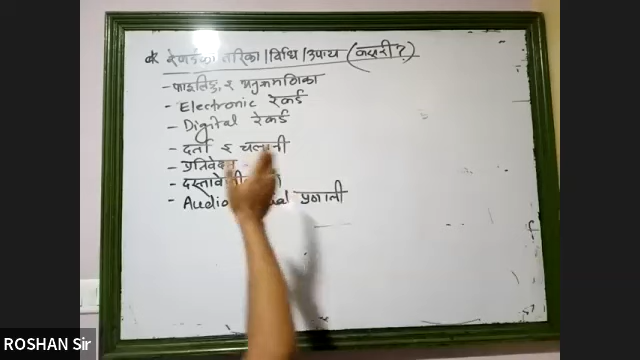 रेकर्डका तरिका/विधि/उपाय (कसरी?)
- फाइलिङ्ग र अनुक्रमणिका
- Electronic रेकर्ड
- Digital रेकर्ड
- दर्ता र चलानी
- प्रतिवेदन
-
- Audio प्रणाली
ROSHAN Sir